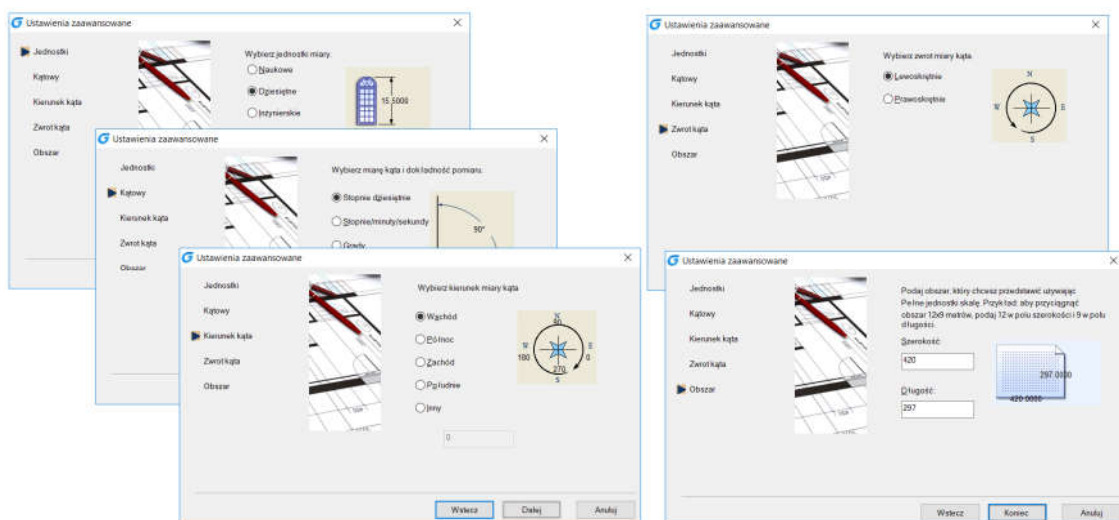 Ustawienia zaawansowane
Jednostki
Kątowy
Kierunek kąta
Zwrot kąta
Obszar
Wybierz jednostki miary.
Naukowe
Dziesiętne
Inżynierskie
15.5000
Ustawienia zaawansowane
Jednostki
Kątowy
Kierunek kąta
Zwrot kąta
Obszar
Wybierz miarę kąta i dokładność pomiaru.
Stopnie dziesiętne
Stopnie/minuty/sekundy
Grady
90°
Ustawienia zaawansowane
Jednostki
Kątowy
Kierunek kąta
Zwrot kąta
Obszar
Wybierz kierunek miary kąta
Wschód
Północ
Zachód
Południe
Inny
0
N
90
W
E
180
0
270
S
Wstecz
Dalej
Anuluj
Ustawienia zaawansowane
Jednostki
Kątowy
Kierunek kąta
Zwrot kąta
Obszar
Wybierz zwrot miary kąta.
Lewoskrętnie
Prawoskrętnie
N
W
E
S
Ustawienia zaawansowane
Jednostki
Kątowy
Kierunek kąta
Zwrot kąta
Obszar
Podaj obszar, który chcesz przedstawić używając
Pełne jednostki skalę. Przykład: aby przyciągnąć
obszar 12x9 metrów, podaj 12 w polu szerokości i 9 w polu
długości.
Szerokość:
420
Długość:
297
297.0000
420.0000
Wstecz
Koniec
Anuluj